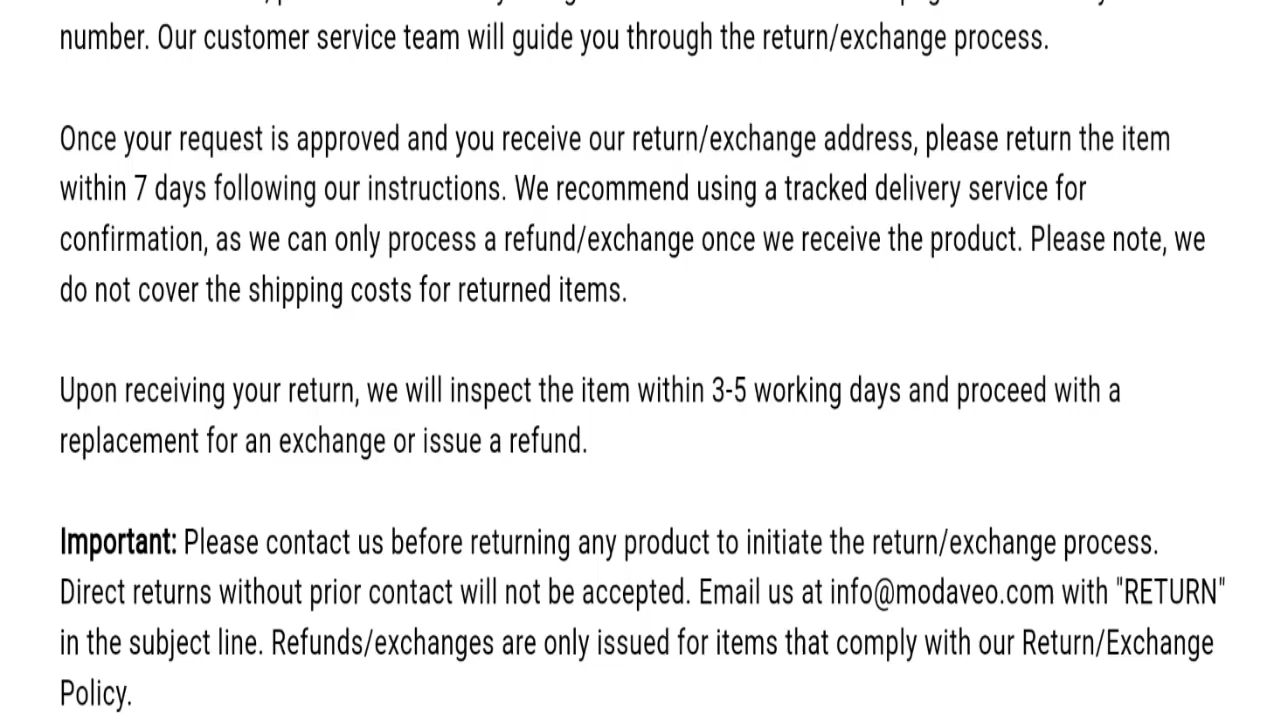 number. Our customer service team will guide you through the return/exchange process.
Once your request is approved and you receive our return/exchange address, please return the item
within 7 days following our instructions. We recommend using a tracked delivery service for
confirmation, as we can only process a refund/exchange once we receive the product. Please note, we
do not cover the shipping costs for returned items.
Upon receiving your return, we will inspect the item within 3-5 working days and proceed with a
replacement for an exchange or issue a refund.
Important: Please contact us before returning any product to initiate the return/exchange process.
Direct returns without prior contact will not be accepted. Email us at info@modaveo.com with "RETURN"
in the subject line. Refunds/exchanges are only issued for items that comply with our Return/Exchange
Policy.